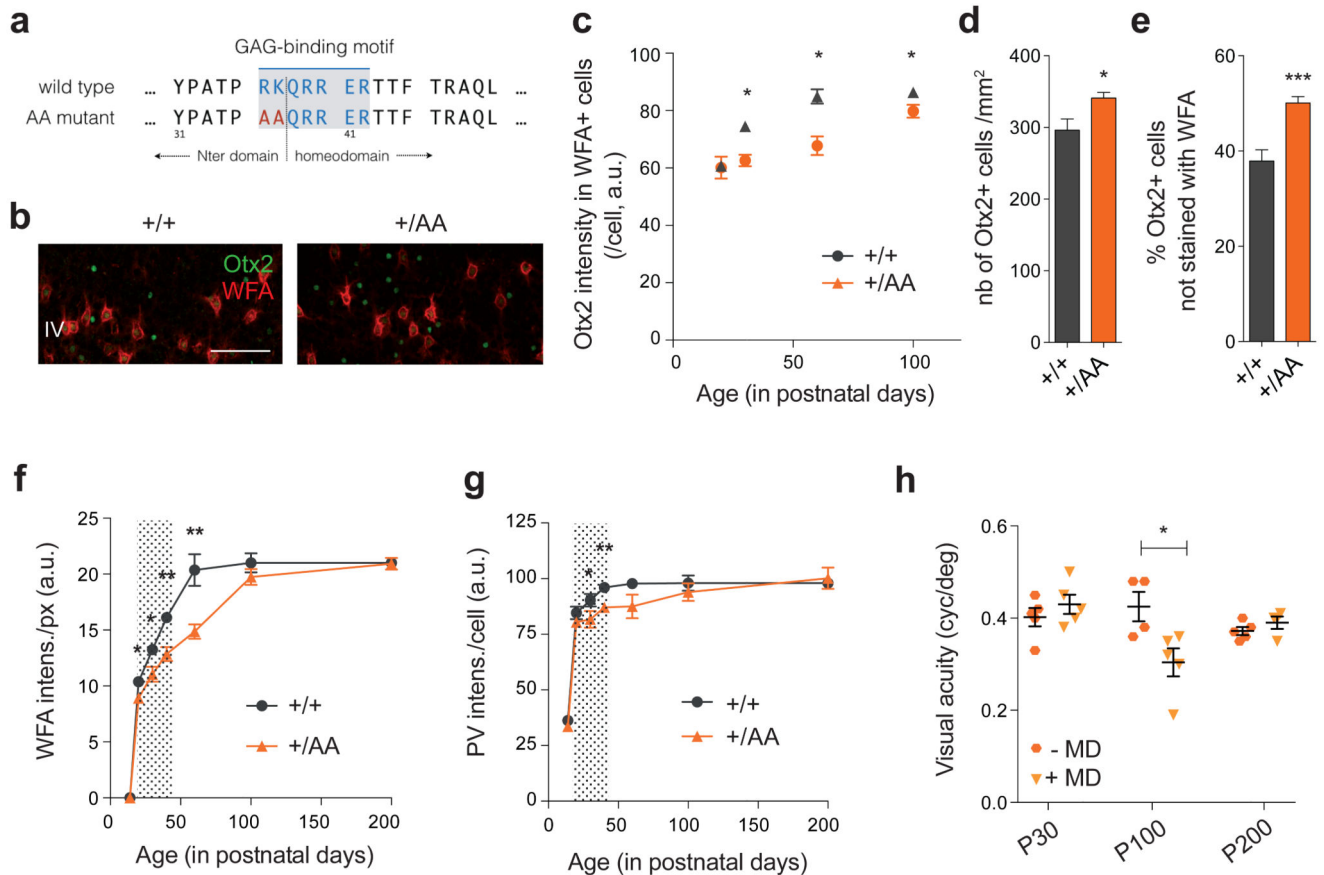 a
GAG-binding motif
wild type ... YPATP RKQRR ERTTF TRAQL ...
AA mutant ... YPATP AAQRR ERTTF TRAQL ...
31 41
Nter domain homeodomain
b
+/+ +/AA
Otx2
WFA
IV
c
Otx2 intensity in WFA+ cells
(/cell, a.u.)
100
80
60
40
20
0
* * *
+/+
+/AA
0 50 100
Age (in postnatal days)
d
nb of Otx2+ cells /mm²
400
300
200
100
0
*
+/+
+/AA
e
% Otx2+ cells
not stained with WFA
60
40
20
0
***
+/+
+/AA
f
WFA intens./px (a.u.)
25
20
15
10
5
0
* * ** **
+/+
+/AA
0 50 100 150 200
Age (in postnatal days)
g
PV intens./cell (a.u.)
125
100
75
50
25
0
* **
+/+
+/AA
0 50 100 150 200
Age (in postnatal days)
h
Visual acuity (cyc/deg)
0.6
0.4
0.4
0.0
*
- MD
+ MD
P30 P100 P200